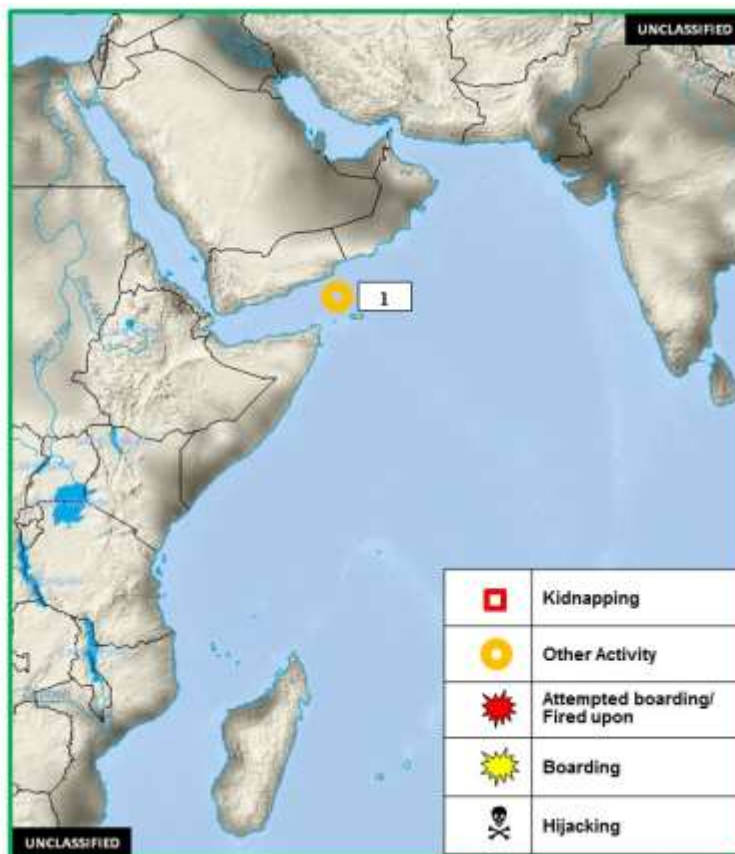 UNCLASSIFIED
1
Kidnapping
Other Activity
Attempted boarding/
Fired upon
Boarding
Hijacking
UNCLASSIFIED